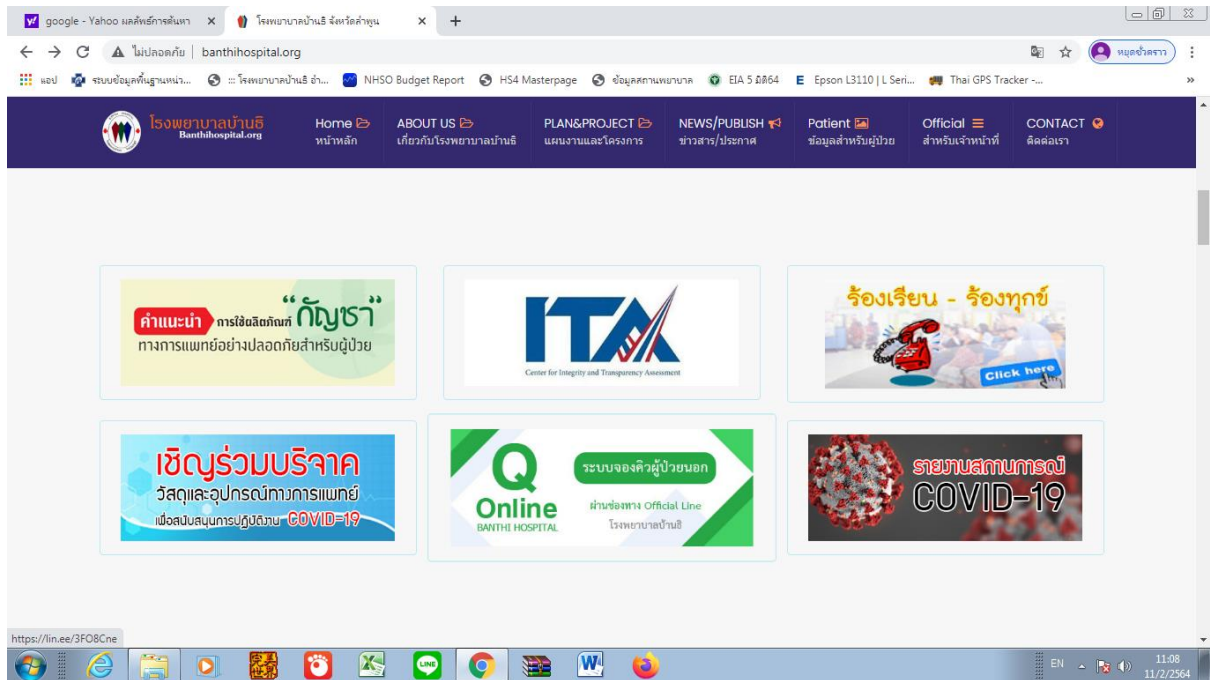 google - Yahoo ผลลัพธ์การค้นหา
โรงพยาบาลบ้านธิ จังหวัดลำพูน
ไม่ปลอดภัย
banthihospital.org
หยุดชั่วคราว
แอป
ระบบข้อมูลพื้นฐานหน่ว...
::: โรงพยาบาลบ้านธิ อำ...
NHSO Budget Report
HS4 Masterpage
ข้อมูลสถานพยาบาล
EIA 5 มิติ64
Epson L3110 | L Seri...
Thai GPS Tracker -...
โรงพยาบาลบ้านธิ
Banthihospital.org
Home
หน้าหลัก
ABOUT US
เกี่ยวกับโรงพยาบาลบ้านธิ
PLAN&PROJECT
แผนงานและโครงการ
NEWS/PUBLISH
ข่าวสาร/ประกาศ
Patient
ข้อมูลสำหรับผู้ป่วย
Official
สำหรับเจ้าหน้าที่
CONTACT
ติดต่อเรา
คำแนะนำ การใช้ผลิตภัณฑ์ “กัญชา”
ทางการแพทย์อย่างปลอดภัยสำหรับผู้ป่วย
ITA
Center for Integrity and Transparency Assessment
ร้องเรียน - ร้องทุกข์
Click here
เชิญร่วมบริจาค
วัสดุและอุปกรณ์ทางการแพทย์
เพื่อสนับสนุนการปฏิบัติงาน COVID-19
Q
Online
BANTHI HOSPITAL
ระบบจองคิวผู้ป่วยนอก
ผ่านช่องทาง Official Line
โรงพยาบาลบ้านธิ
รายงานสถานการณ์
COVID-19
https://lin.ee/3FO8Cne
EN
11:08
11/2/2564